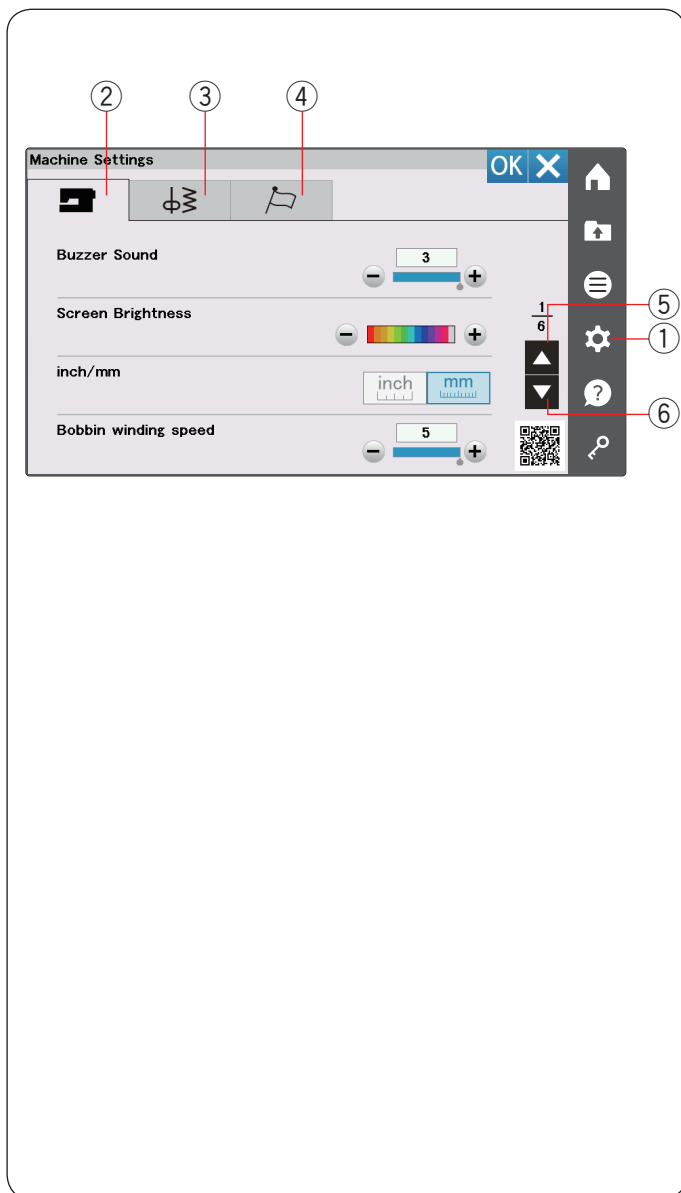 ② ③ ④
Machine Settings OK
Buzzer Sound 3
Screen Brightness
1
6
⑤
①
inch/mm inch mm
?
⑥
Bobbin winding speed 5